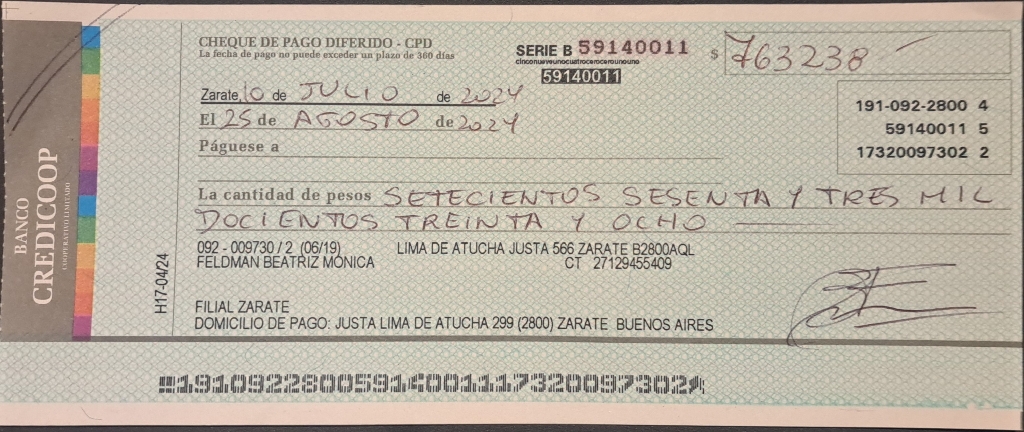 BANCO
CREDICOOP
COOPERATIVO LIMITADO
H17-04/24
CHEQUE DE PAGO DIFERIDO - CPD
La fecha de pago no puede exceder un plazo de 360 días
SERIE B 59140011
cinconueveunocuatrocerocerounouno
59140011
$ 763238
Zarate, 10 de JULIO de 2024
El 25 de AGOSTO de 2024
Páguese a
191-092-2800 4
59140011 5
17320097302 2
La cantidad de pesos SETECIENTOS SESENTA Y TRES MIL
DOCIENTOS TREINTA Y OCHO
092 - 009730 / 2 (06/19) LIMA DE ATUCHA JUSTA 566 ZARATE B2800AQL
FELDMAN BEATRIZ MONICA CT 27129455409
FILIAL ZARATE
DOMICILIO DE PAGO: JUSTA LIMA DE ATUCHA 299 (2800) ZARATE BUENOS AIRES
19109228005914001117320097302